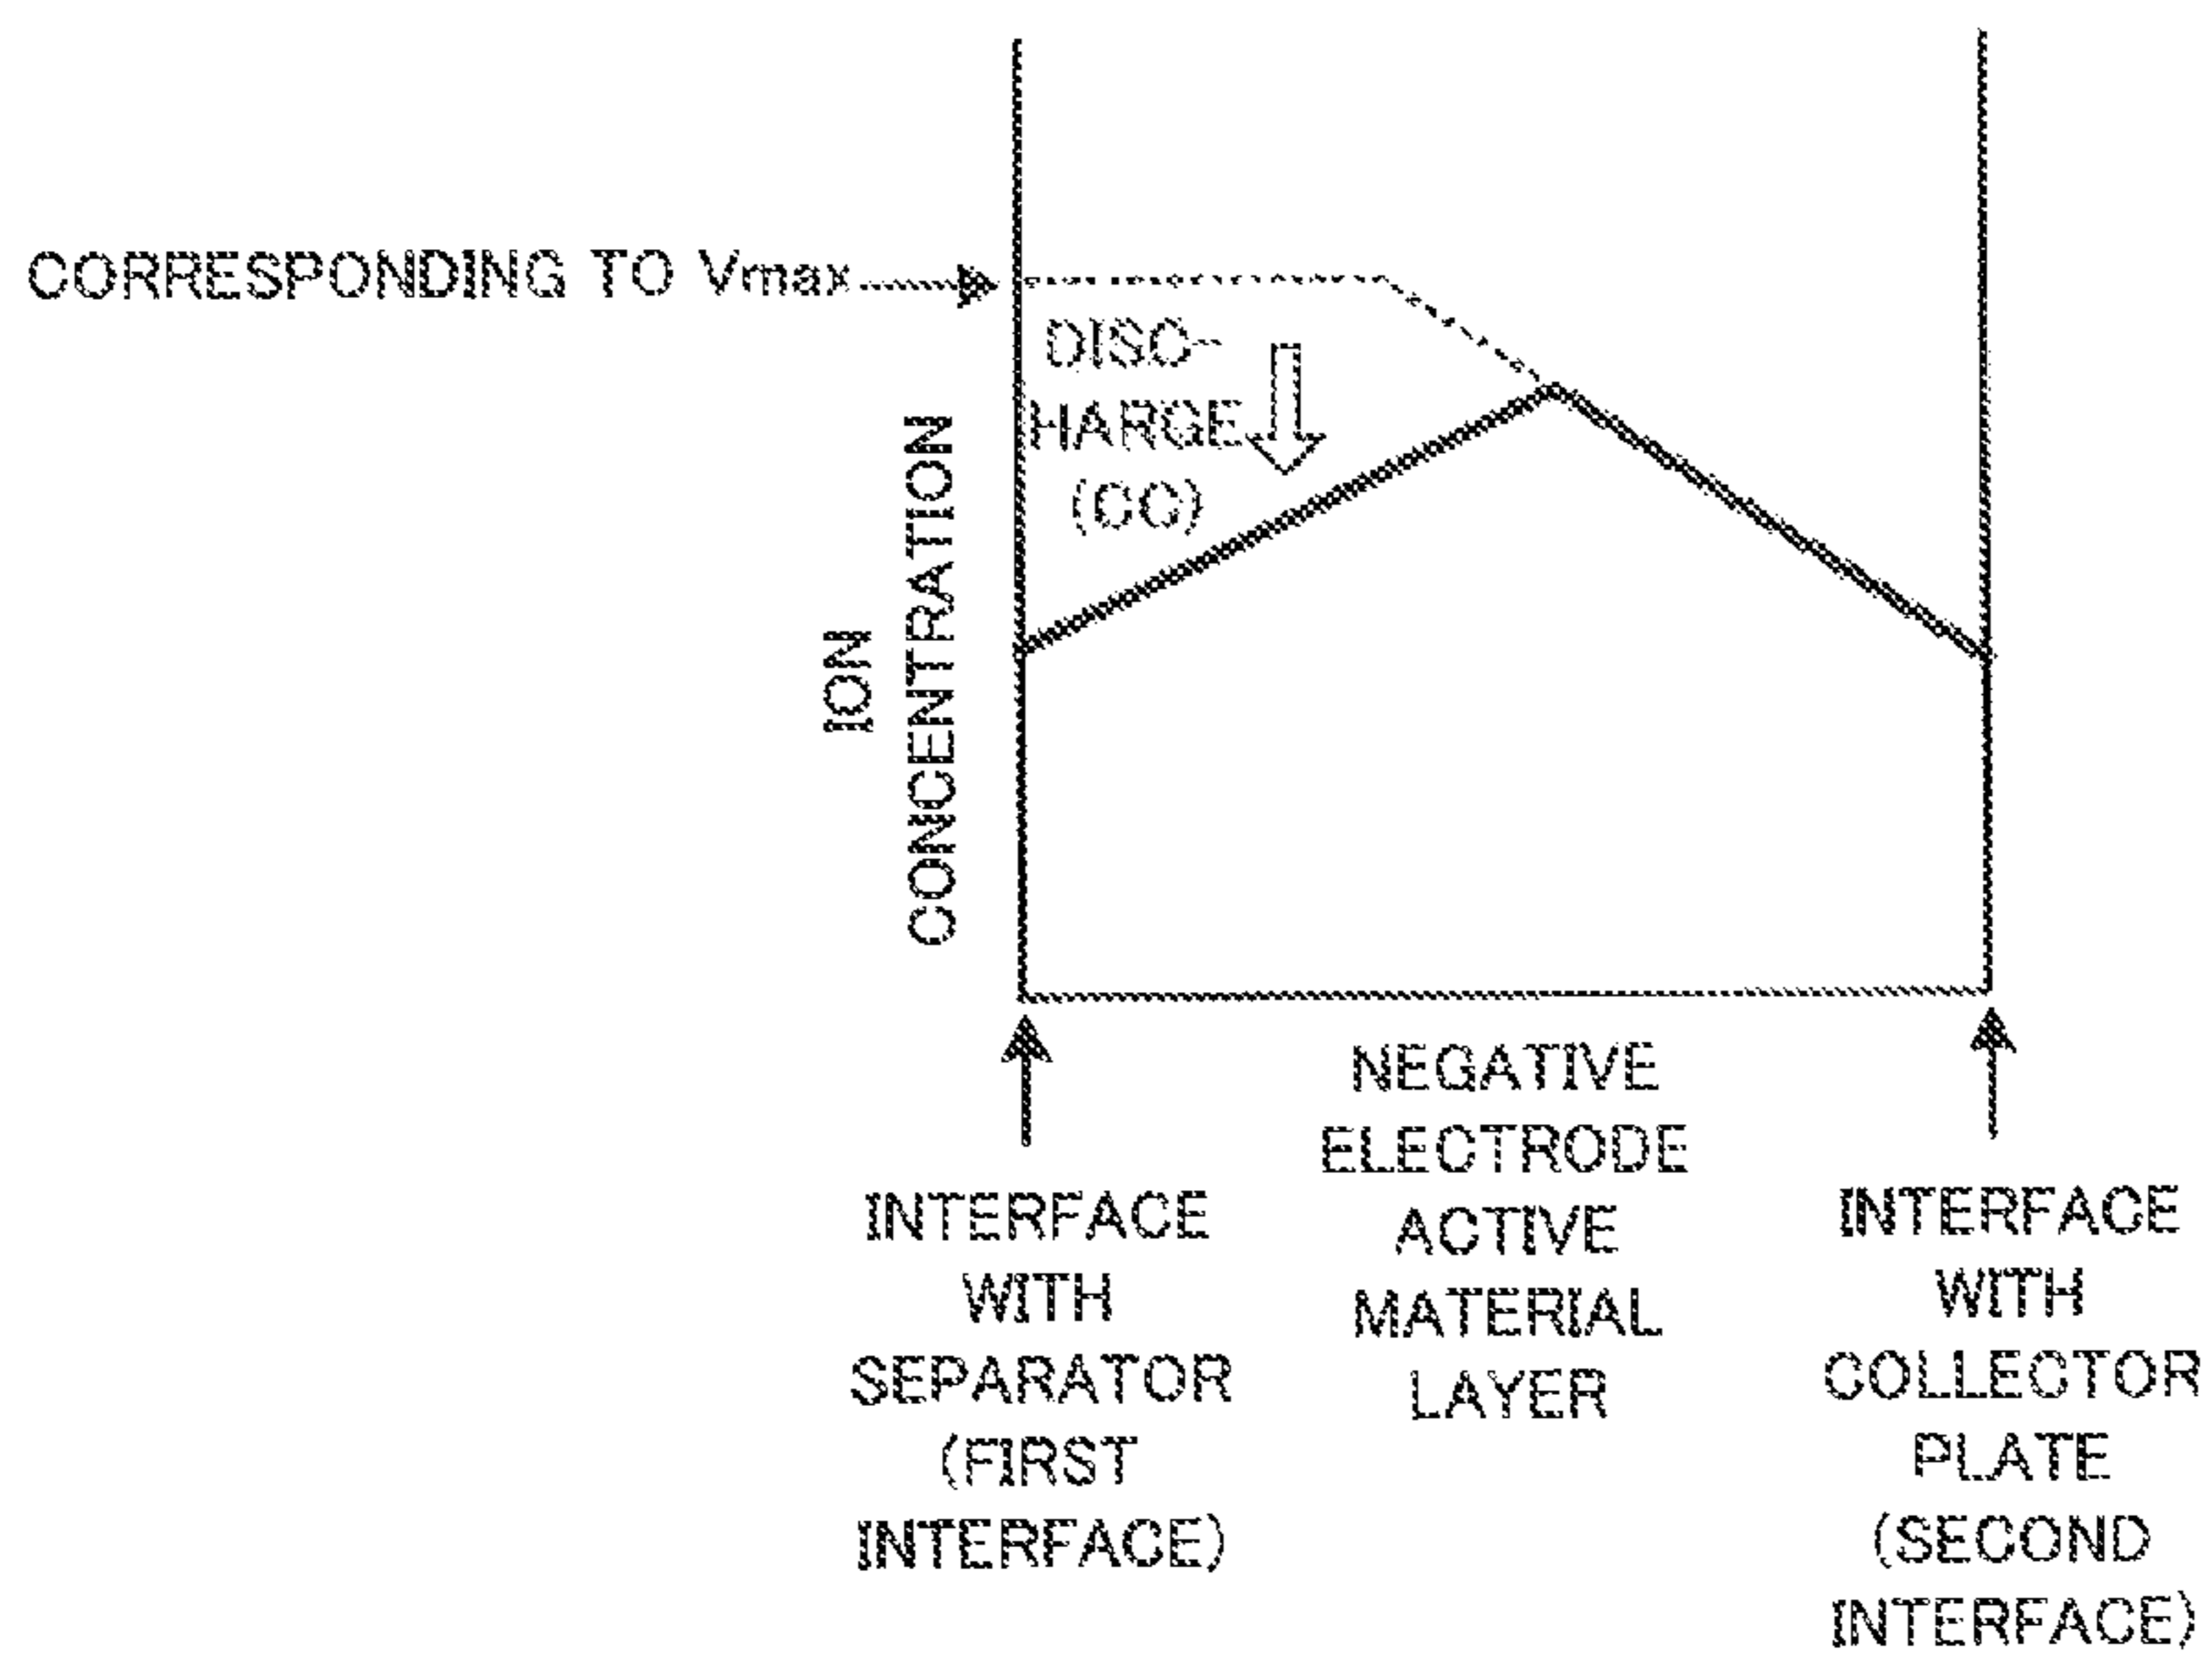 CORRESPONDING TO Vmax
DISC-
HARGE
(CC)
ION
CONCENTRATION
INTERFACE
WITH
SEPARATOR
(FIRST
INTERFACE)
NEGATIVE
ELECTRODE
ACTIVE
MATERIAL
LAYER
INTERFACE
WITH
COLLECTOR
PLATE
(SECOND
INTERFACE)